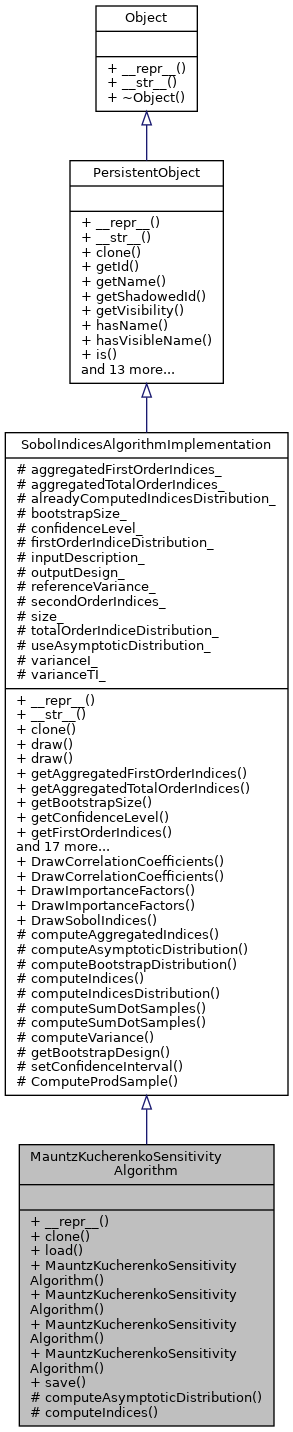 Object
+ __repr__()
+ __str__()
+ ~Object()
PersistentObject
+ __repr__()
+ __str__()
+ clone()
+ getId()
+ getName()
+ getShadowedId()
+ getVisibility()
+ hasName()
+ hasVisibleName()
+ is()
and 13 more...
SobolIndicesAlgorithmImplementation
# aggregatedFirstOrderIndices_
# aggregatedTotalOrderIndices_
# alreadyComputedIndicesDistribution_
# bootstrapSize_
# confidenceLevel_
# firstOrderIndiceDistribution_
# inputDescription_
# outputDesign_
# referenceVariance_
# secondOrderIndices_
# size_
# totalOrderIndiceDistribution_
# useAsymptoticDistribution_
# varianceI_
# varianceTI_
+ __repr__()
+ __str__()
+ clone()
+ draw()
+ draw()
+ getAggregatedFirstOrderIndices()
+ getAggregatedTotalOrderIndices()
+ getBootstrapSize()
+ getConfidenceLevel()
+ getFirstOrderIndices()
and 17 more...
+ DrawCorrelationCoefficients()
+ DrawCorrelationCoefficients()
+ DrawImportanceFactors()
+ DrawImportanceFactors()
+ DrawSobolIndices()
# computeAggregatedIndices()
# computeAsymptoticDistribution()
# computeBootstrapDistribution()
# computeIndices()
# computeIndicesDistribution()
# computeSumDotSamples()
# computeSumDotSamples()
# computeVariance()
# getBootstrapDesign()
# setConfidenceInterval()
# ComputeProdSample()
MauntzKucherenkoSensitivity
Algorithm
+ __repr__()
+ clone()
+ load()
+ MauntzKucherenkoSensitivity
Algorithm()
+ MauntzKucherenkoSensitivity
Algorithm()
+ MauntzKucherenkoSensitivity
Algorithm()
+ MauntzKucherenkoSensitivity
Algorithm()
+ save()
# computeAsymptoticDistribution()
# computeIndices()